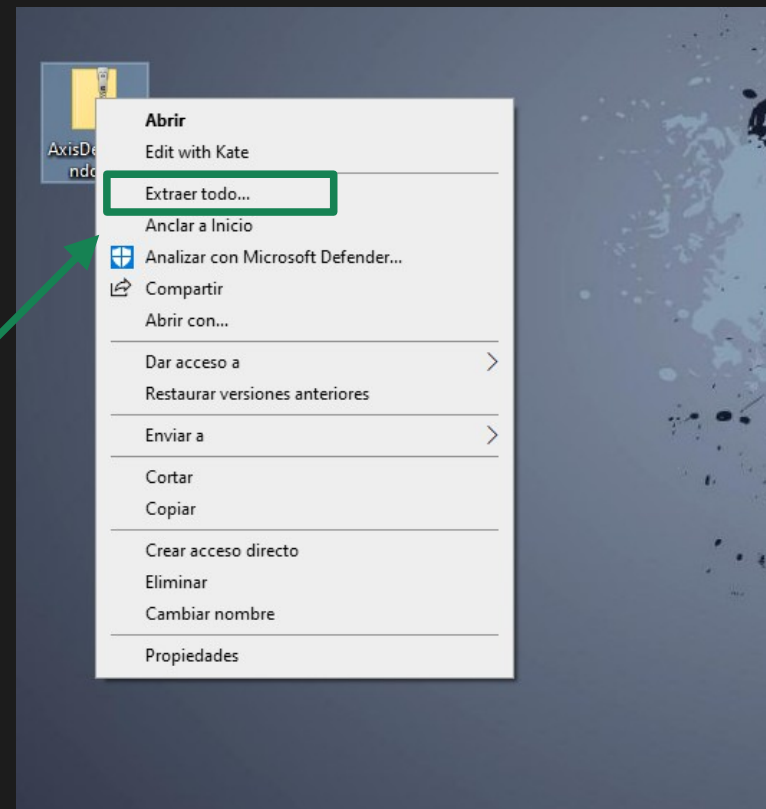 AxisDe
ndo
Abrir
Edit with Kate
Extraer todo...
Anclar a Inicio
Analizar con Microsoft Defender...
Compartir
Abrir con...
Dar acceso a
Restaurar versiones anteriores
Enviar a
Cortar
Copiar
Crear acceso directo
Eliminar
Cambiar nombre
Propiedades